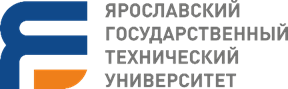 ЯРОСЛАВСКИЙ
ГОСУДАРСТВЕННЫЙ
ТЕХНИЧЕСКИЙ
УНИВЕРСИТЕТ